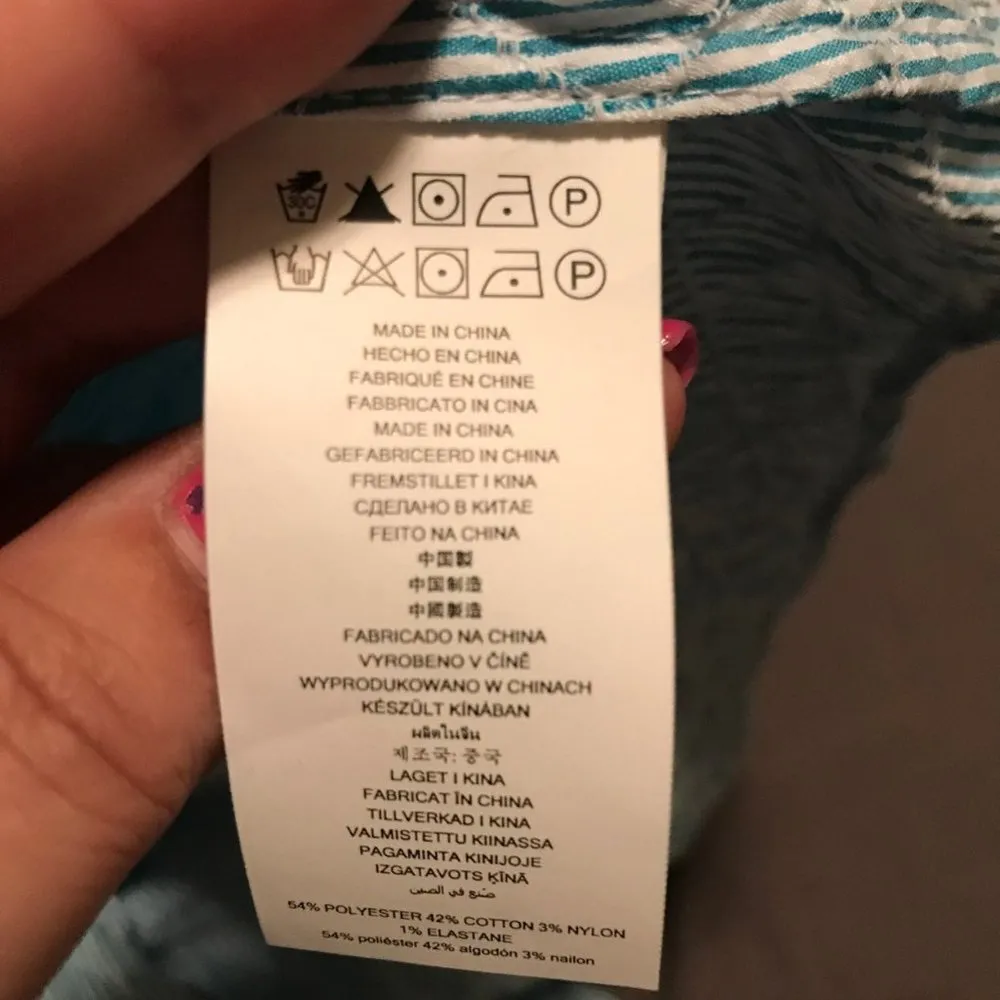 30C
P
P
MADE IN CHINA
HECHO EN CHINA
FABRIQUÉ EN CHINE
FABBRICATO IN CINA
MADE IN CHINA
GEFABRICEERD IN CHINA
FREMSTILLET I KINA
СДЕЛАНО В КИТАЕ
FEITO NA CHINA
中国製
中国制造
中國製造
FABRICADO NA CHINA
VYROBENO V ČÍNĚ
WYPRODUKOWANO W CHINACH
KÉSZÜLT KÍNÁBAN
ผลิตในจีน
제조국: 중국
LAGET I KINA
FABRICAT ÎN CHINA
TILLVERKAD I KINA
VALMISTETTU KIINASSA
PAGAMINTA KINIJOJE
IZGATAVOTS ĶĪNĀ
صنع في الصين
54% POLYESTER 42% COTTON 3% NYLON
1% ELASTANE
54% poliéster 42% algodón 3% nailon